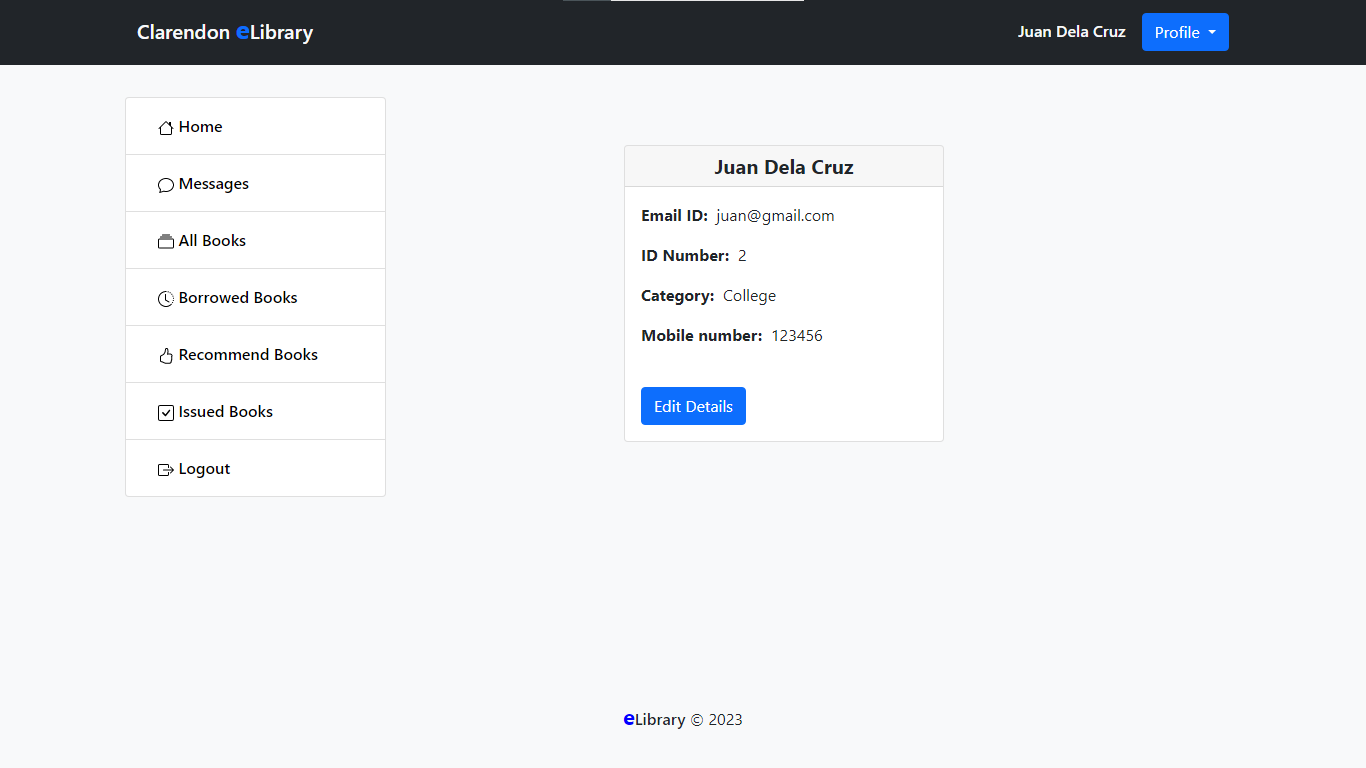 Clarendon eLibrary
Juan Dela Cruz
Profile
Home
Messages
All Books
Borrowed Books
Recommend Books
Issued Books
Logout
Juan Dela Cruz
Email ID: juan@gmail.com
ID Number: 2
Category: College
Mobile number: 123456
Edit Details
eLibrary © 2023